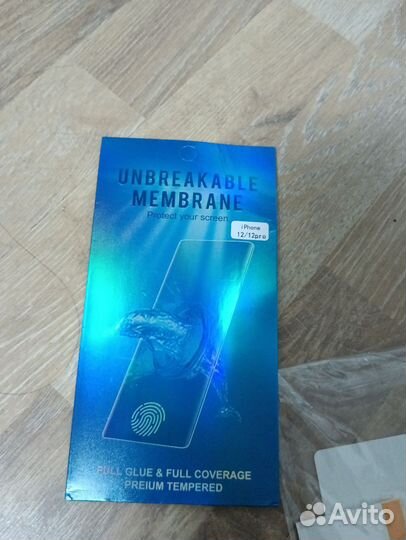 UNBREAKABLE
MEMBRANE
Protect your screen
iPhone
12/12pro
FULL GLUE & FULL COVERAGE
PREIUM TEMPERED
Avito